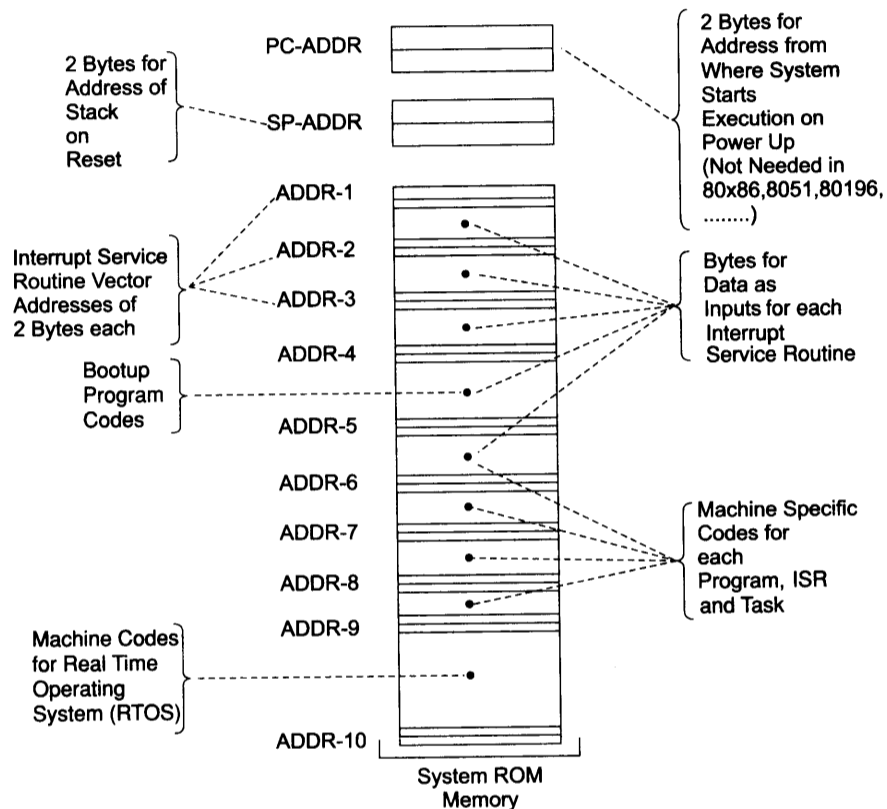 PC-ADDR
2 Bytes for
Address from
Where System
Starts
Execution on
Power Up
(Not Needed in
80x86,8051,80196,
........)
2 Bytes for
Address of
Stack
on
Reset
SP-ADDR
ADDR-1
ADDR-2
ADDR-3
ADDR-4
ADDR-5
ADDR-6
ADDR-7
ADDR-8
ADDR-9
ADDR-10
Interrupt Service
Routine Vector
Addresses of
2 Bytes each
Bytes for
Data as
Inputs for each
Interrupt
Service Routine
Bootup
Program
Codes
Machine Specific
Codes for
each
Program, ISR
and Task
Machine Codes
for Real Time
Operating
System (RTOS)
System ROM
Memory